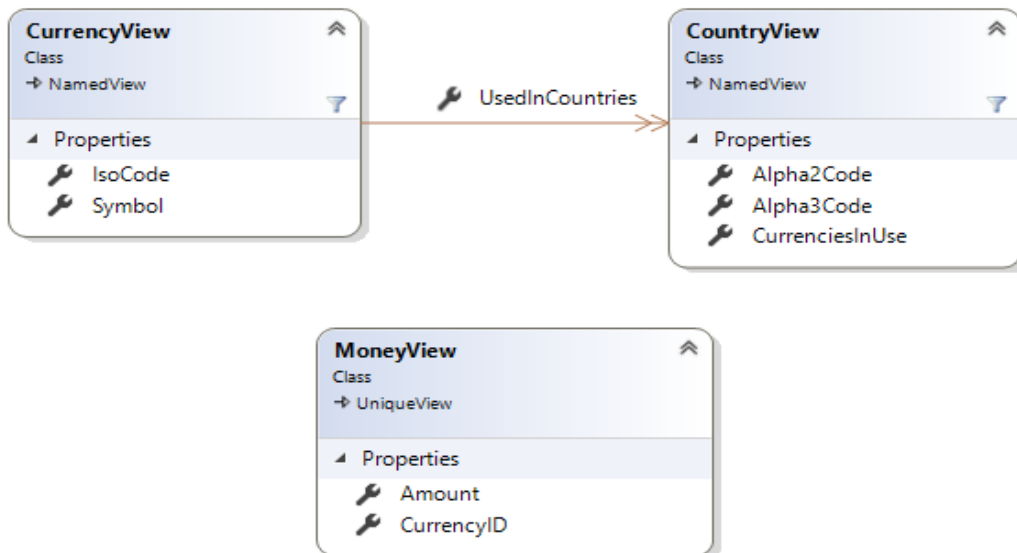 CurrencyView
Class
NamedView
Properties
IsoCode
Symbol
UsedInCountries
CountryView
Class
NamedView
Properties
Alpha2Code
Alpha3Code
CurrenciesInUse
MoneyView
Class
UniqueView
Properties
Amount
CurrencyID